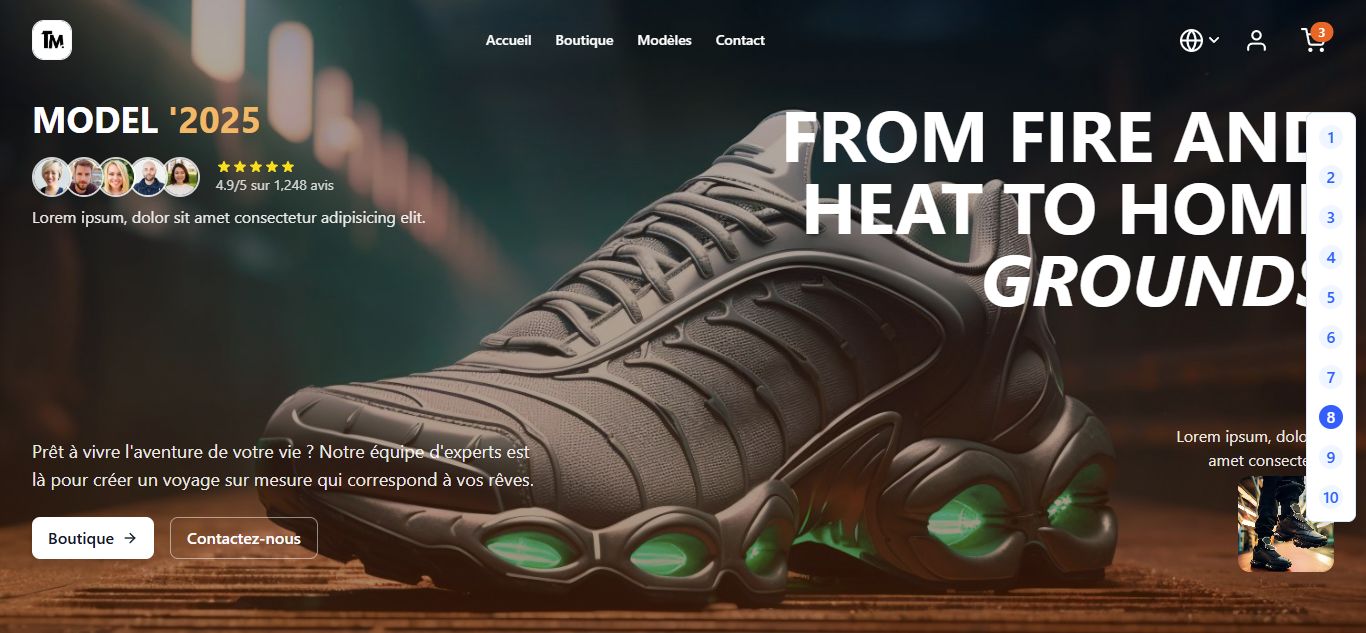 TM
Accueil Boutique Modèles Contact
3
MODEL '2025
4.9/5 sur 1,248 avis
Lorem ipsum, dolor sit amet consectetur adipisicing elit.
FROM FIRE AND
HEAT TO HOME
GROUNDS
1
2
3
4
5
6
7
8
9
10
Prêt à vivre l'aventure de votre vie ? Notre équipe d'experts est
là pour créer un voyage sur mesure qui correspond à vos rêves.
Boutique
Contactez-nous
Lorem ipsum,
amet